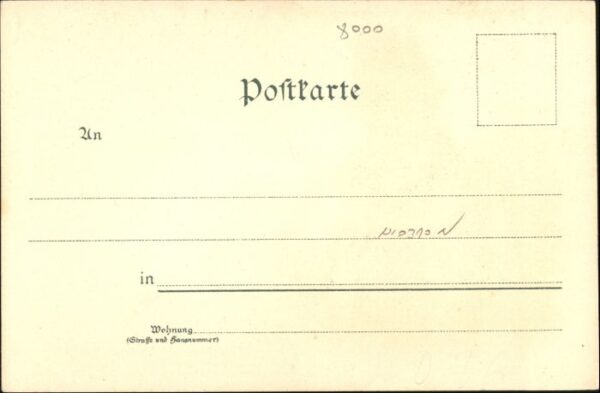 8000
Postkarte
An
in
Wohnung
(Straße und Hausnummer)